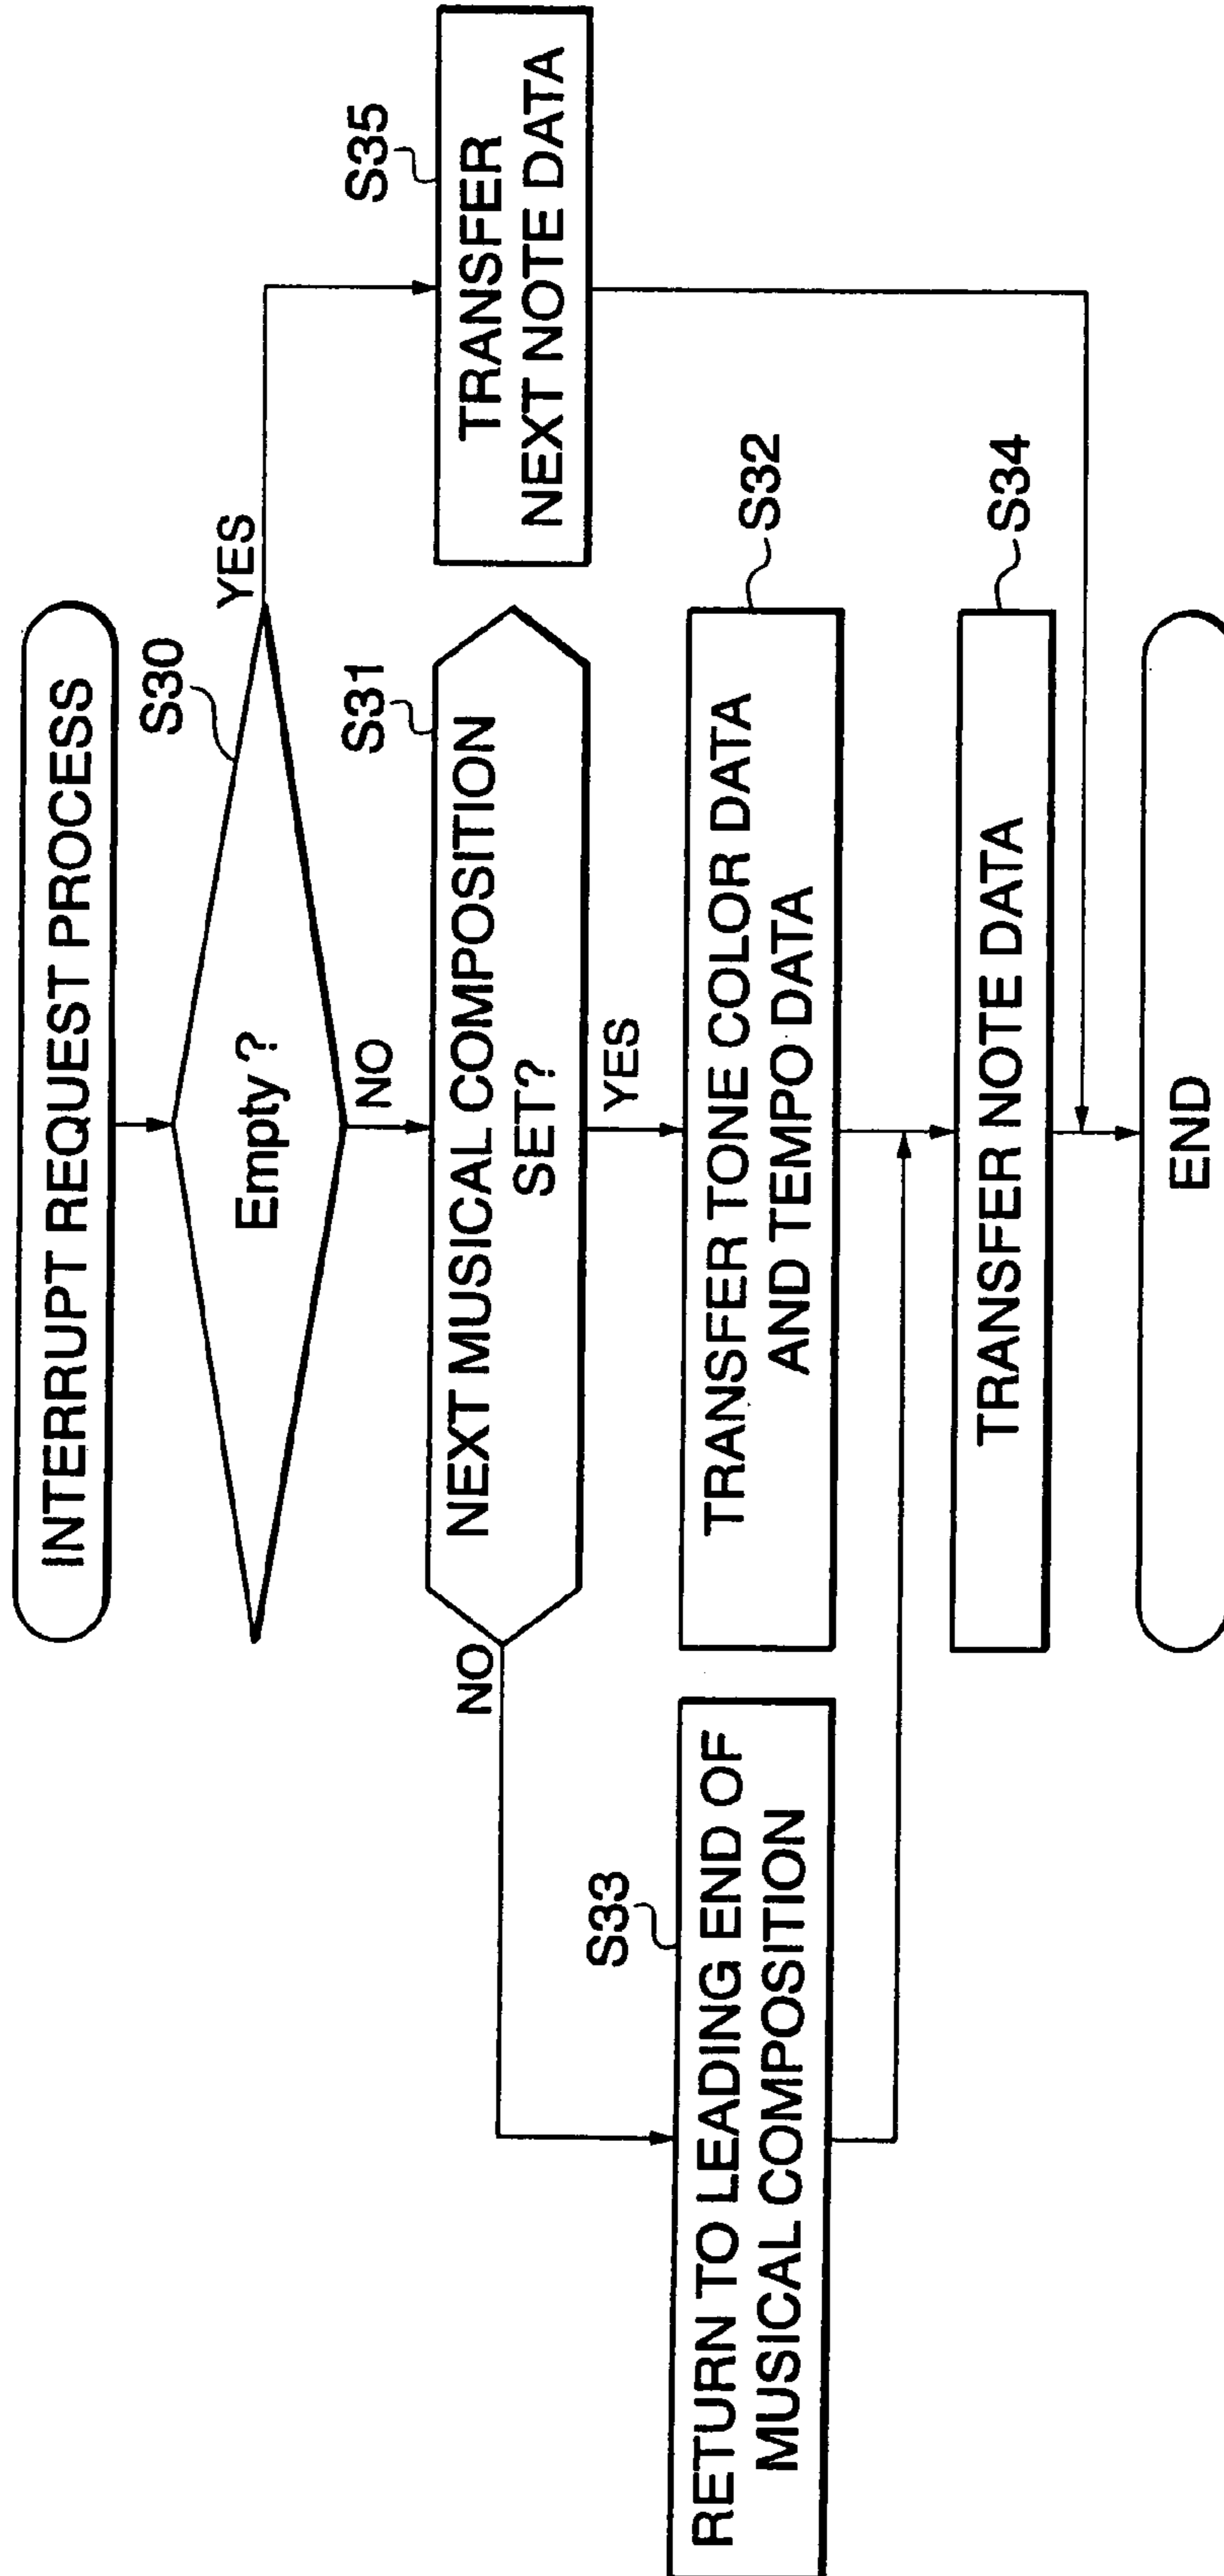 INTERRUPT REQUEST PROCESS
S30
Empty ?
YES
NO
S31
NEXT MUSICAL COMPOSITION
SET?
NO
YES
S35
TRANSFER
NEXT NOTE DATA
S33
RETURN TO LEADING END OF
MUSICAL COMPOSITION
S32
TRANSFER TONE COLOR DATA
AND TEMPO DATA
S34
TRANSFER NOTE DATA
END